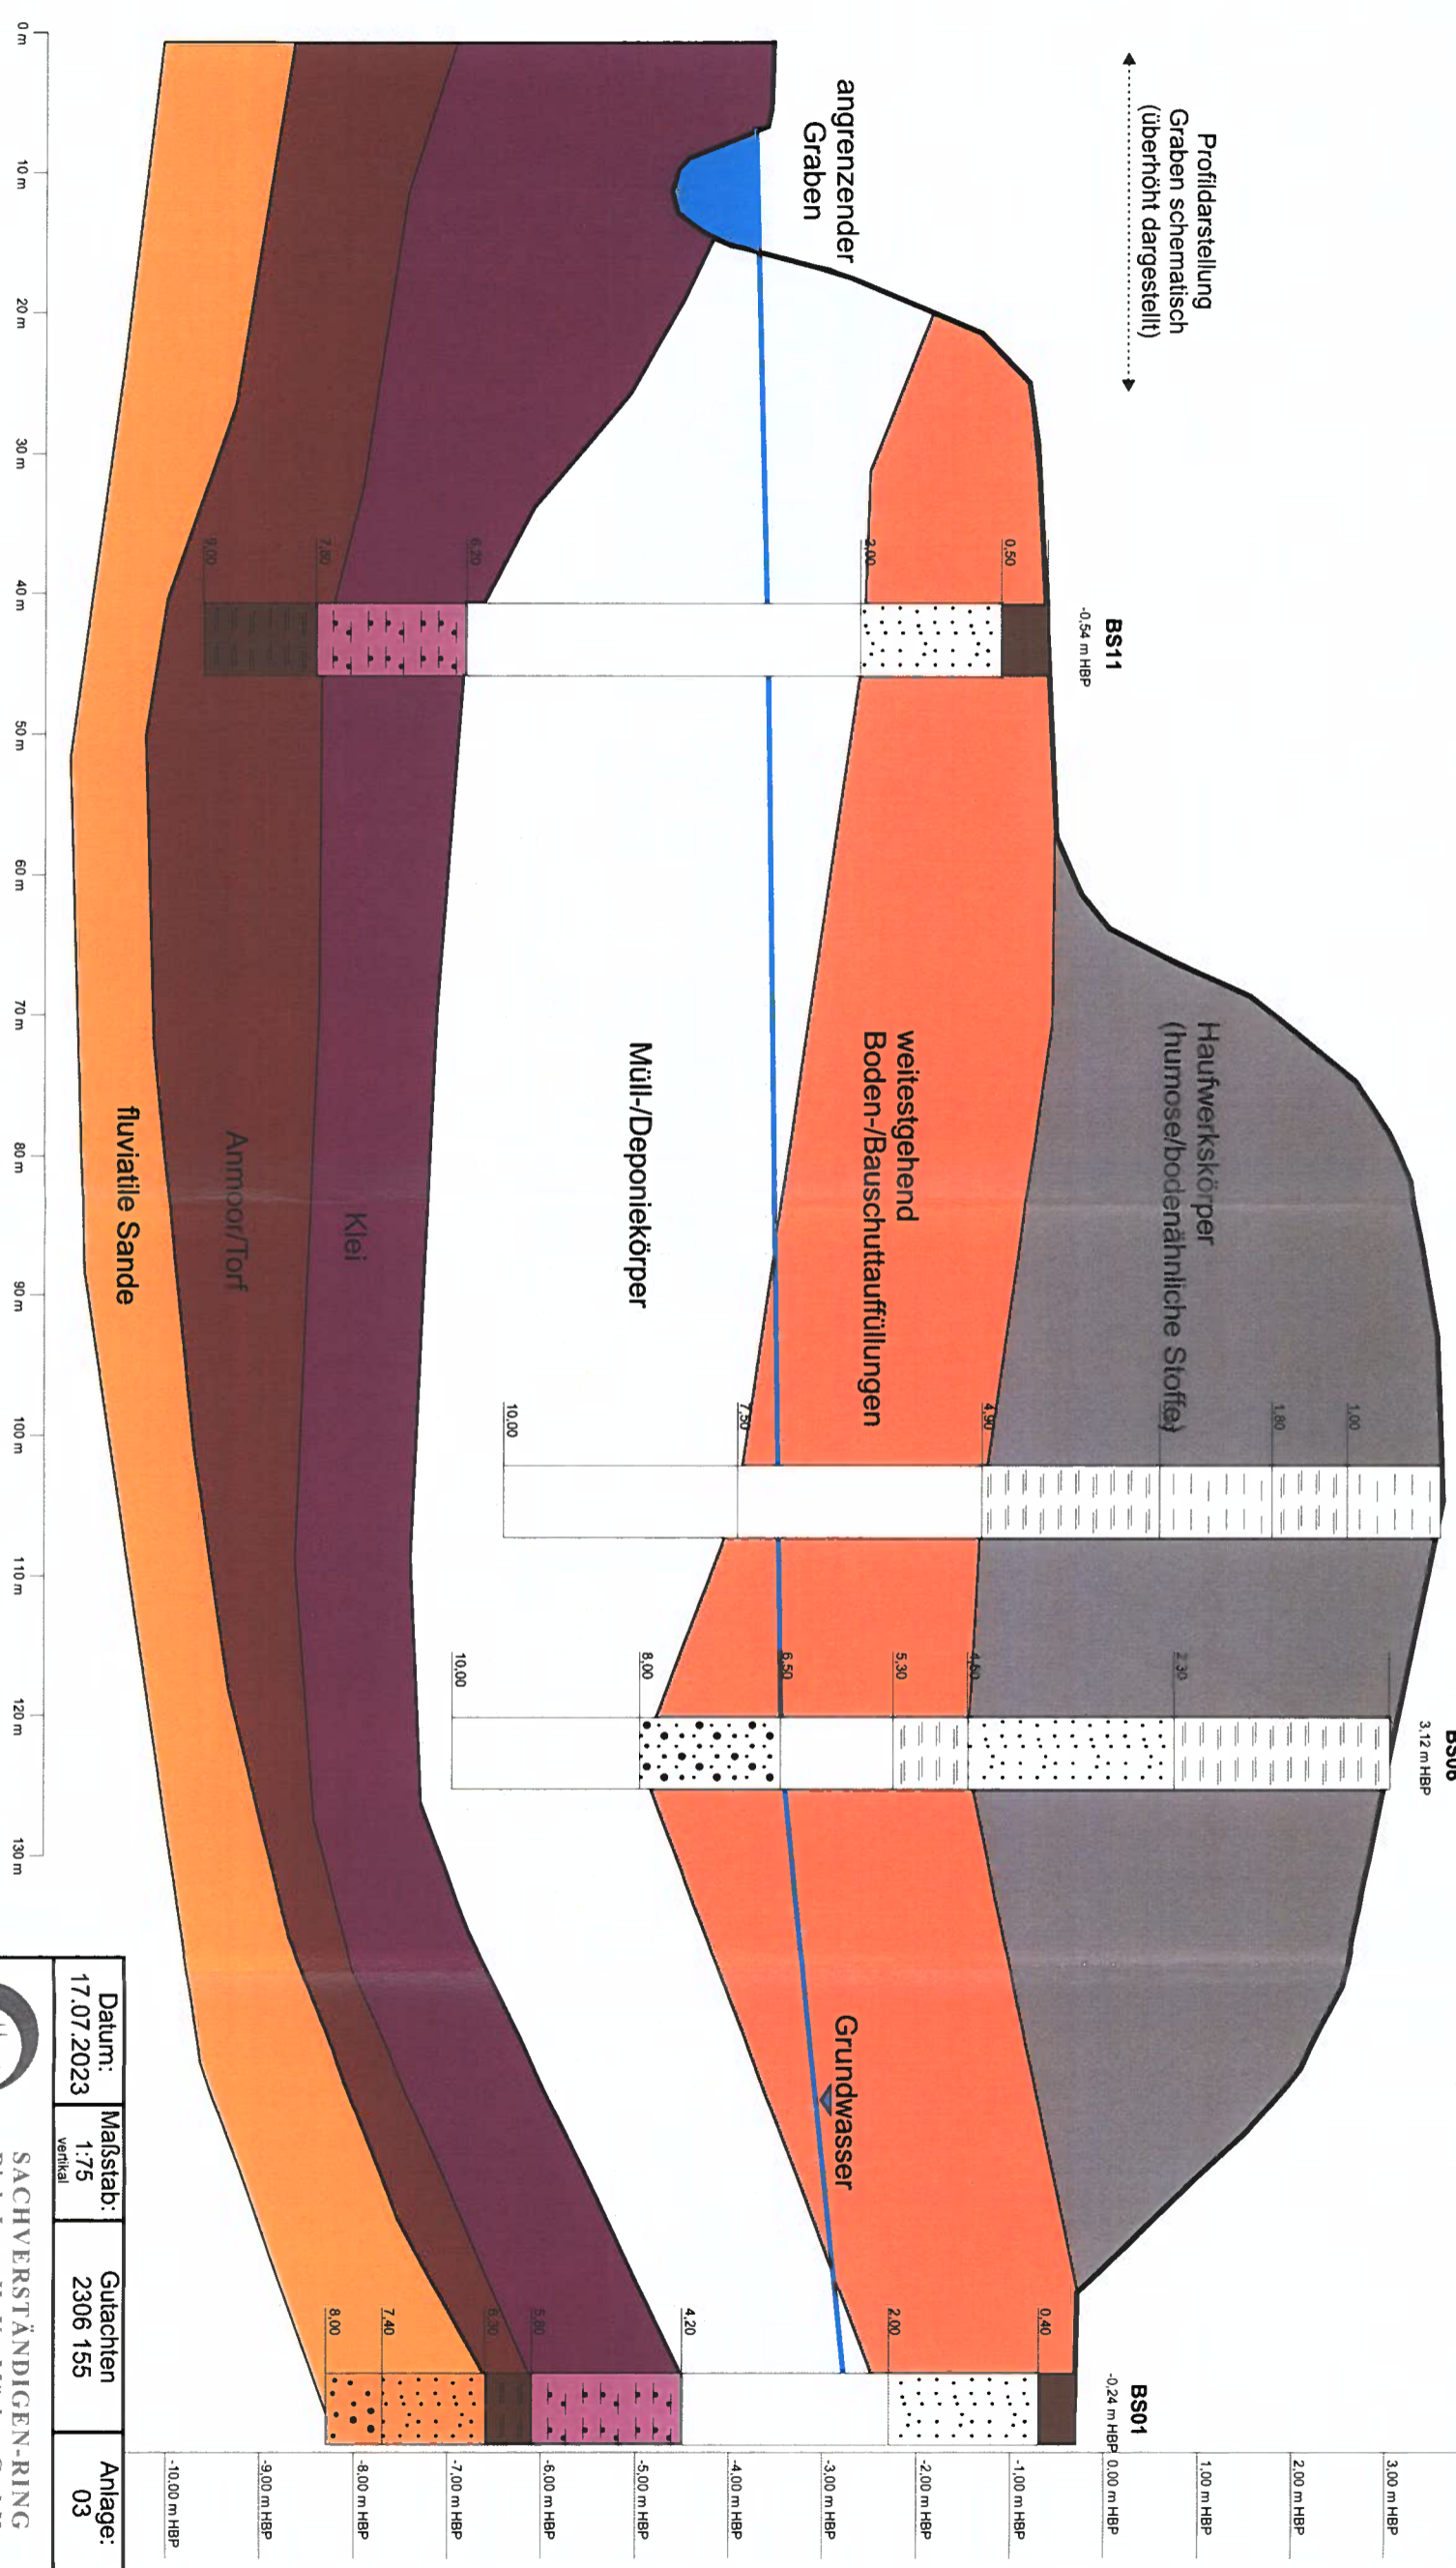 Profildarstellung
Graben schematisch
(überhöht dargestellt)
angrenzender
Graben
BS11
-0,54 m HBP
0,50
2,00
6,20
7,80
9,00
Haufwerkskörper
(humose/bodenähnliche Stoffe)
weitestgehend
Boden-/Bauschuttauffüllungen
Müll-/Deponiekörper
Klei
Anmoor/Torf
fluviatile Sande
1,00
1,80
4,90
7,50
10,00
BS06
3,12 m HBP
2,30
4,50
5,30
6,50
8,00
10,00
Grundwasser
BS01
-0,24 m HBP
0,40
2,00
4,20
5,80
6,30
7,40
8,00
3,00 m HBP
2,00 m HBP
1,00 m HBP
0,00 m HBP
-1,00 m HBP
-2,00 m HBP
-3,00 m HBP
-4,00 m HBP
-5,00 m HBP
-6,00 m HBP
-7,00 m HBP
-8,00 m HBP
-9,00 m HBP
-10,00 m HBP
0 m
10 m
20 m
30 m
40 m
50 m
60 m
70 m
80 m
90 m
100 m
110 m
120 m
130 m
Datum:
17.07.2023
Maßstab:
1:75
vertikal
Gutachten
2306 155
Anlage:
03
SACHVERSTÄNDIGEN-RING